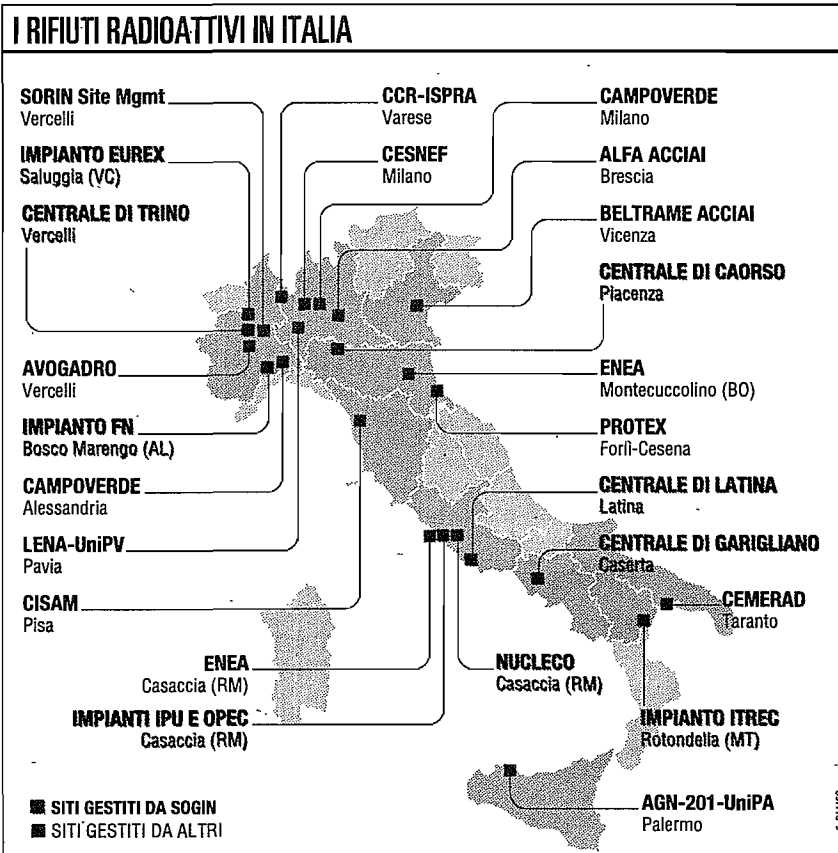 I RIFIUTI RADIOATTIVI IN ITALIA
SORIN Site Mgmt
Vercelli
IMPIANTO EUREX
Saluggia (VC)
CENTRALE DI TRINO
Vercelli
AVOGADRO
Vercelli
IMPIANTO FN
Bosco Marengo (AL)
CAMPOVERDE
Alessandria
LENA-UniPV
Pavia
CISAM
Pisa
ENEA
Casaccia (RM)
IMPIANTI IPU E OPEC
Casaccia (RM)
CCR-ISPRA
Varese
CESNEF
Milano
CAMPOVERDE
Milano
ALFA ACCIAI
Brescia
BELTRAME ACCIAI
Vicenza
CENTRALE DI CAORSO
Piacenza
ENEA
Montecuccolino (BO)
PROTEX
Forlì-Cesena
CENTRALE DI LATINA
Latina
CENTRALE DI GARIGLIANO
Caserta
CEMERAD
Taranto
NUCLECO
Casaccia (RM)
IMPIANTO ITREC
Rotondella (MT)
AGN-201-UniPA
Palermo
SITI GESTITI DA SOGIN
SITI GESTITI DA ALTRI